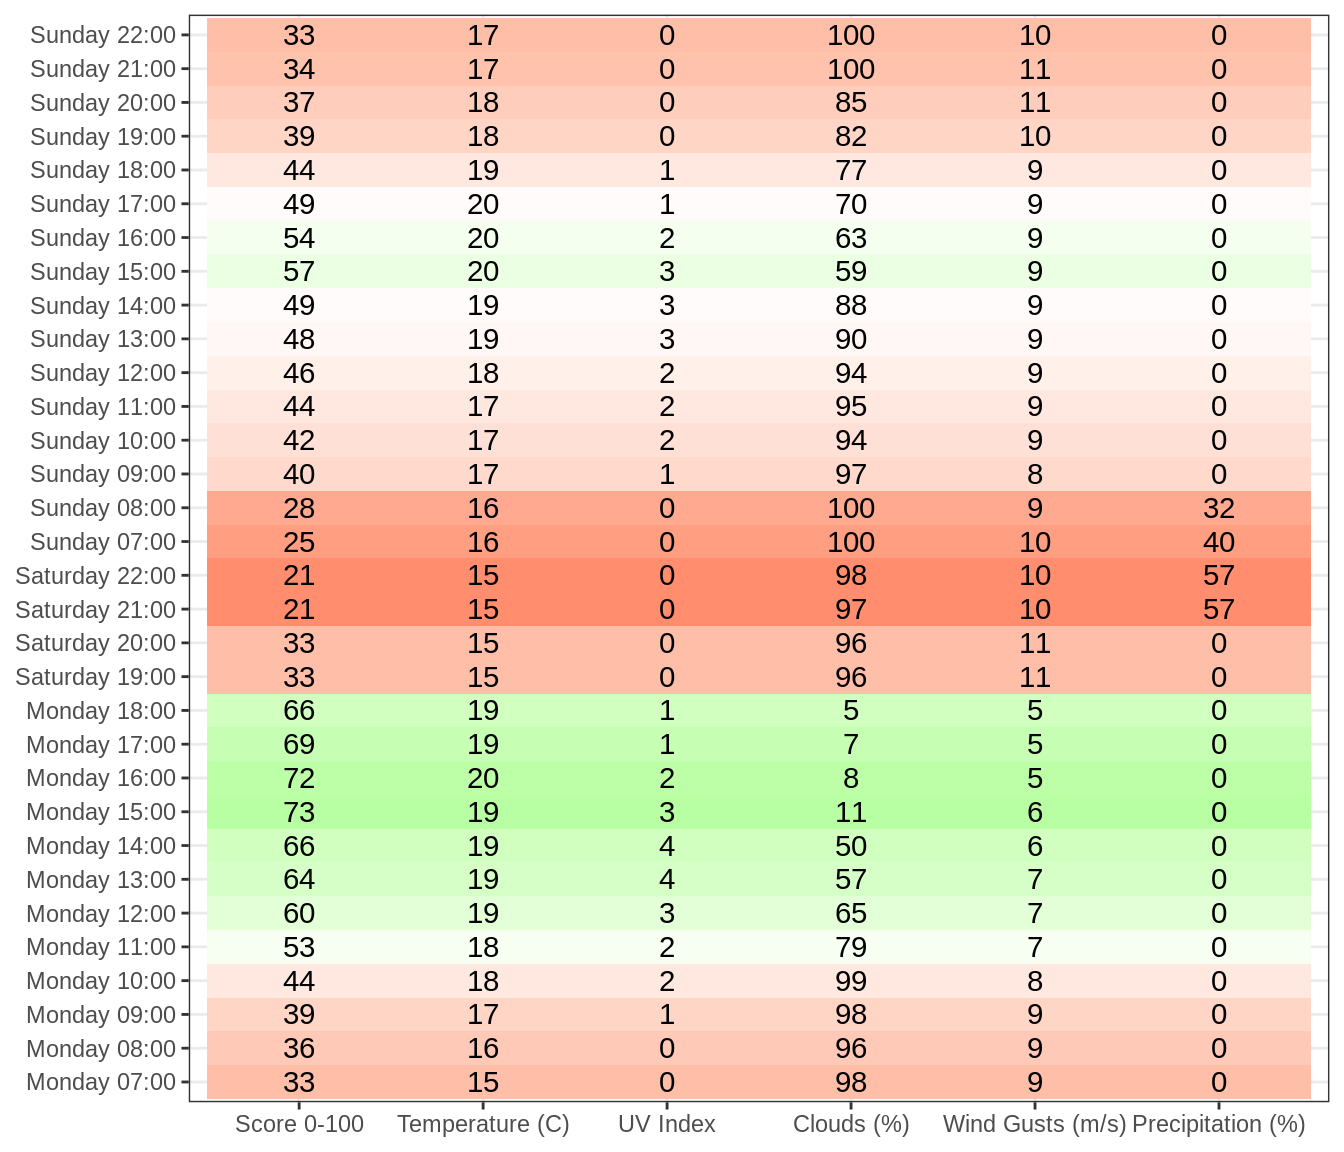 Sunday 22:00 33 17 0 100 10 0
Sunday 21:00 34 17 0 100 11 0
Sunday 20:00 37 18 0 85 11 0
Sunday 19:00 39 18 0 82 10 0
Sunday 18:00 44 19 1 77 9 0
Sunday 17:00 49 20 1 70 9 0
Sunday 16:00 54 20 2 63 9 0
Sunday 15:00 57 20 3 59 9 0
Sunday 14:00 49 19 3 88 9 0
Sunday 13:00 48 19 3 90 9 0
Sunday 12:00 46 18 2 94 9 0
Sunday 11:00 44 17 2 95 9 0
Sunday 10:00 42 17 2 94 9 0
Sunday 09:00 40 17 1 97 8 0
Sunday 08:00 28 16 0 100 9 32
Sunday 07:00 25 16 0 100 10 40
Saturday 22:00 21 15 0 98 10 57
Saturday 21:00 21 15 0 97 10 57
Saturday 20:00 33 15 0 96 11 0
Saturday 19:00 33 15 0 96 11 0
Monday 18:00 66 19 1 5 5 0
Monday 17:00 69 19 1 7 5 0
Monday 16:00 72 20 2 8 5 0
Monday 15:00 73 19 3 11 6 0
Monday 14:00 66 19 4 50 6 0
Monday 13:00 64 19 4 57 7 0
Monday 12:00 60 19 3 65 7 0
Monday 11:00 53 18 2 79 7 0
Monday 10:00 44 18 2 99 8 0
Monday 09:00 39 17 1 98 9 0
Monday 08:00 36 16 0 96 9 0
Monday 07:00 33 15 0 98 9 0
Score 0-100 Temperature (C) UV Index Clouds (%) Wind Gusts (m/s) Precipitation (%)